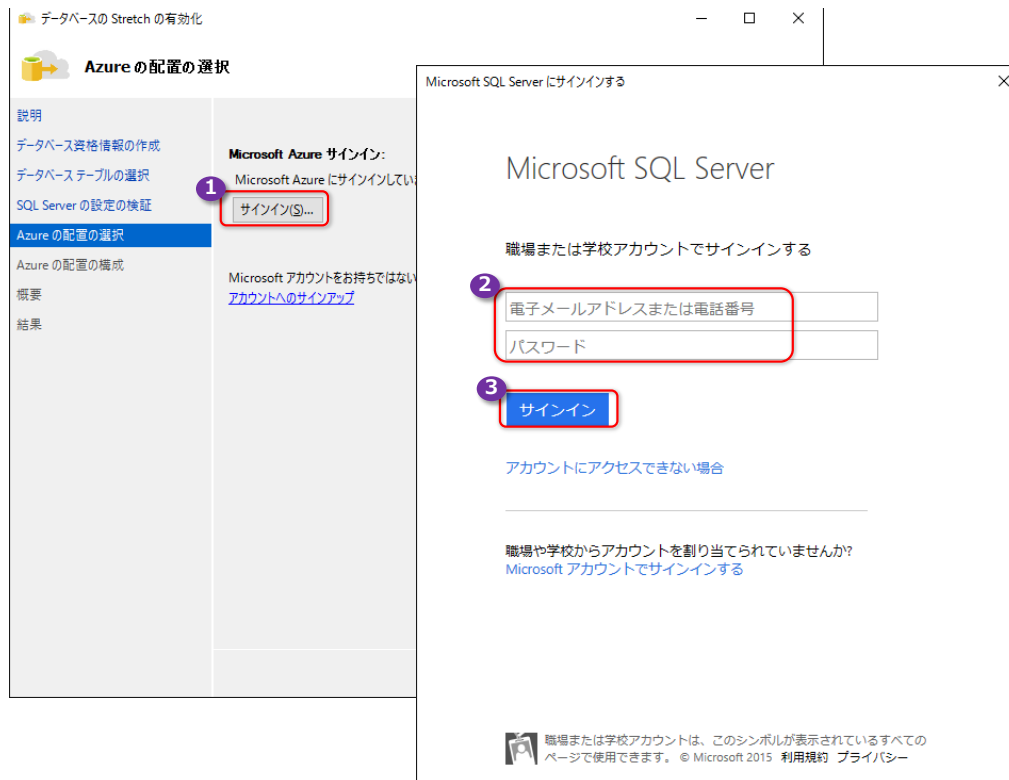 データベースの Stretch の有効化
Azure の配置の選択
説明
データベース資格情報の作成
データベース テーブルの選択
SQL Server の設定の検証
Azure の配置の選択
Azure の配置の構成
概要
結果
Microsoft Azure サインイン:
Microsoft Azure にサインインしてい
1
サインイン(S)...
Microsoft アカウントをお持ちではない
アカウントへのサインアップ
Microsoft SQL Server にサインインする
Microsoft SQL Server
職場または学校アカウントでサインインする
2
電子メールアドレスまたは電話番号
パスワード
3
サインイン
アカウントにアクセスできない場合
職場や学校からアカウントを割り当てられていませんか?
Microsoft アカウントでサインインする
職場または学校アカウントは、このシンボルが表示されているすべての
ページで使用できます。 © Microsoft 2015 利用規約 プライバシー